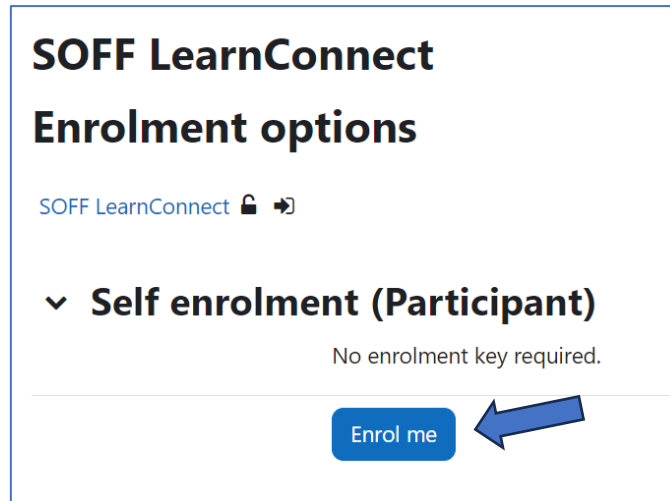 SOFF LearnConnect
Enrolment options
SOFF LearnConnect
Self enrolment (Participant)
No enrolment key required.
Enrol me